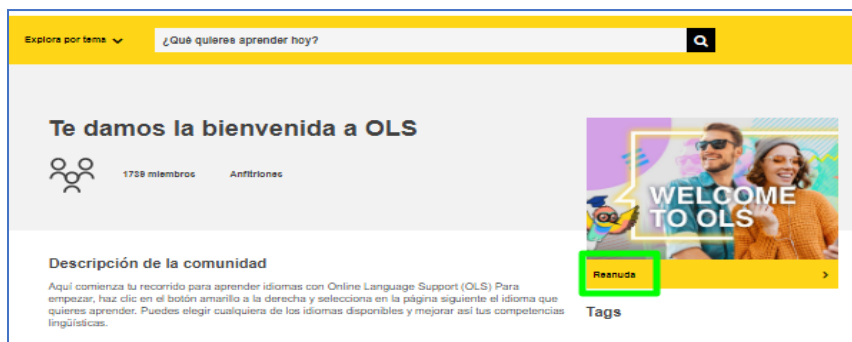 Explora por tema
¿Qué quieres aprender hoy?
Te damos la bienvenida a OLS
1739 miembros
Anfitriones
WELCOME
TO OLS
Reanuda
Descripción de la comunidad
Aquí comienza tu recorrido para aprender idiomas con Online Language Support (OLS) Para
empezar, haz clic en el botón amarillo a la derecha y selecciona en la página siguiente el idioma que
quieres aprender. Puedes elegir cualquiera de los idiomas disponibles y mejorar así tus competencias
lingüísticas.
Tags